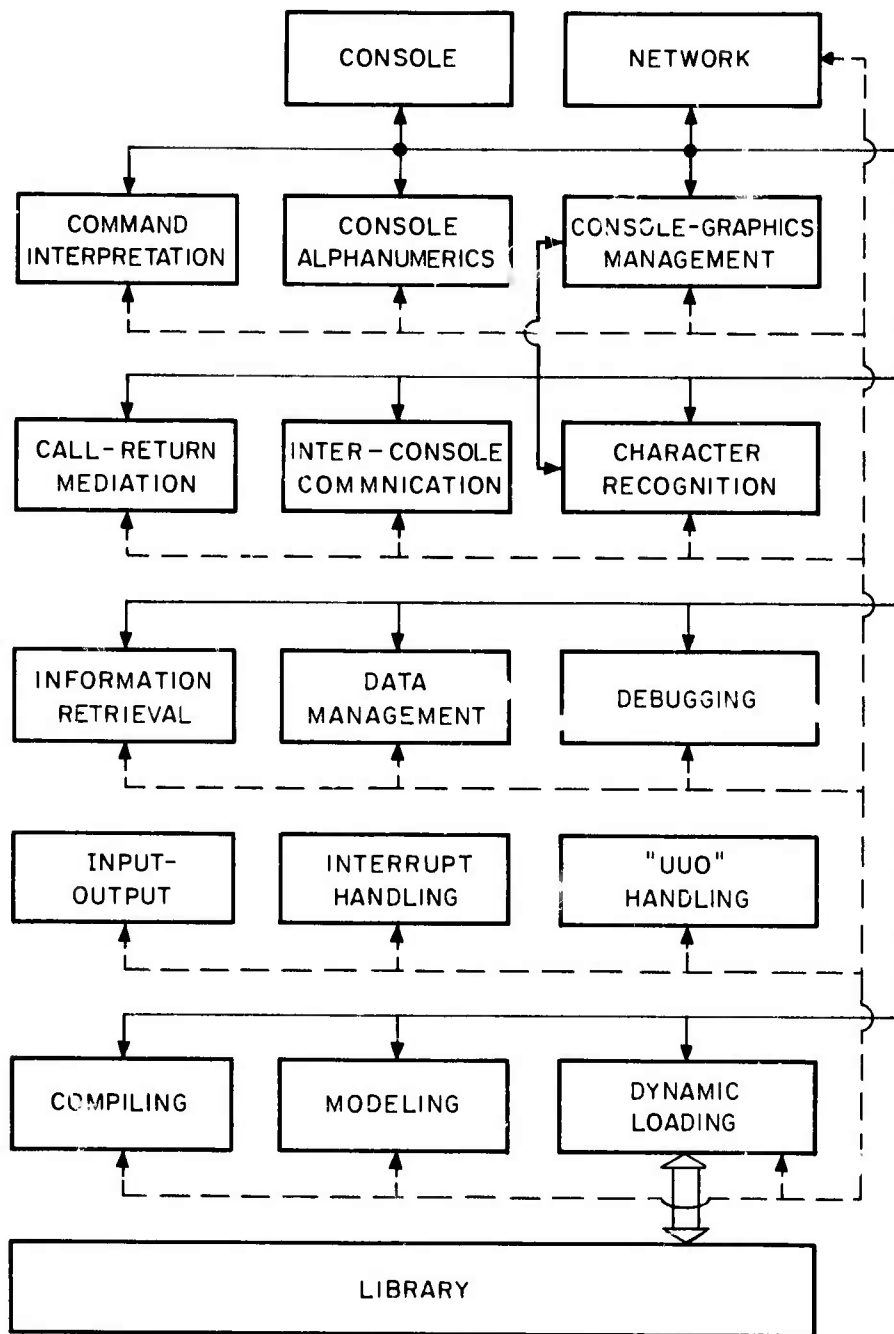 CONSOLE
NETWORK
COMMAND
INTERPRETATION
CONSOLE
ALPHANUMERICS
CONSOLE-GRAPHICS
MANAGEMENT
CALL-RETURN
MEDIATION
INTER-CONSOLE
COMMNICATION
CHARACTER
RECOGNITION
INFORMATION
RETRIEVAL
DATA
MANAGEMENT
DEBUGGING
INPUT-
OUTPUT
INTERRUPT
HANDLING
"UUO"
HANDLING
COMPILING
MODELING
DYNAMIC
LOADING
LIBRARY